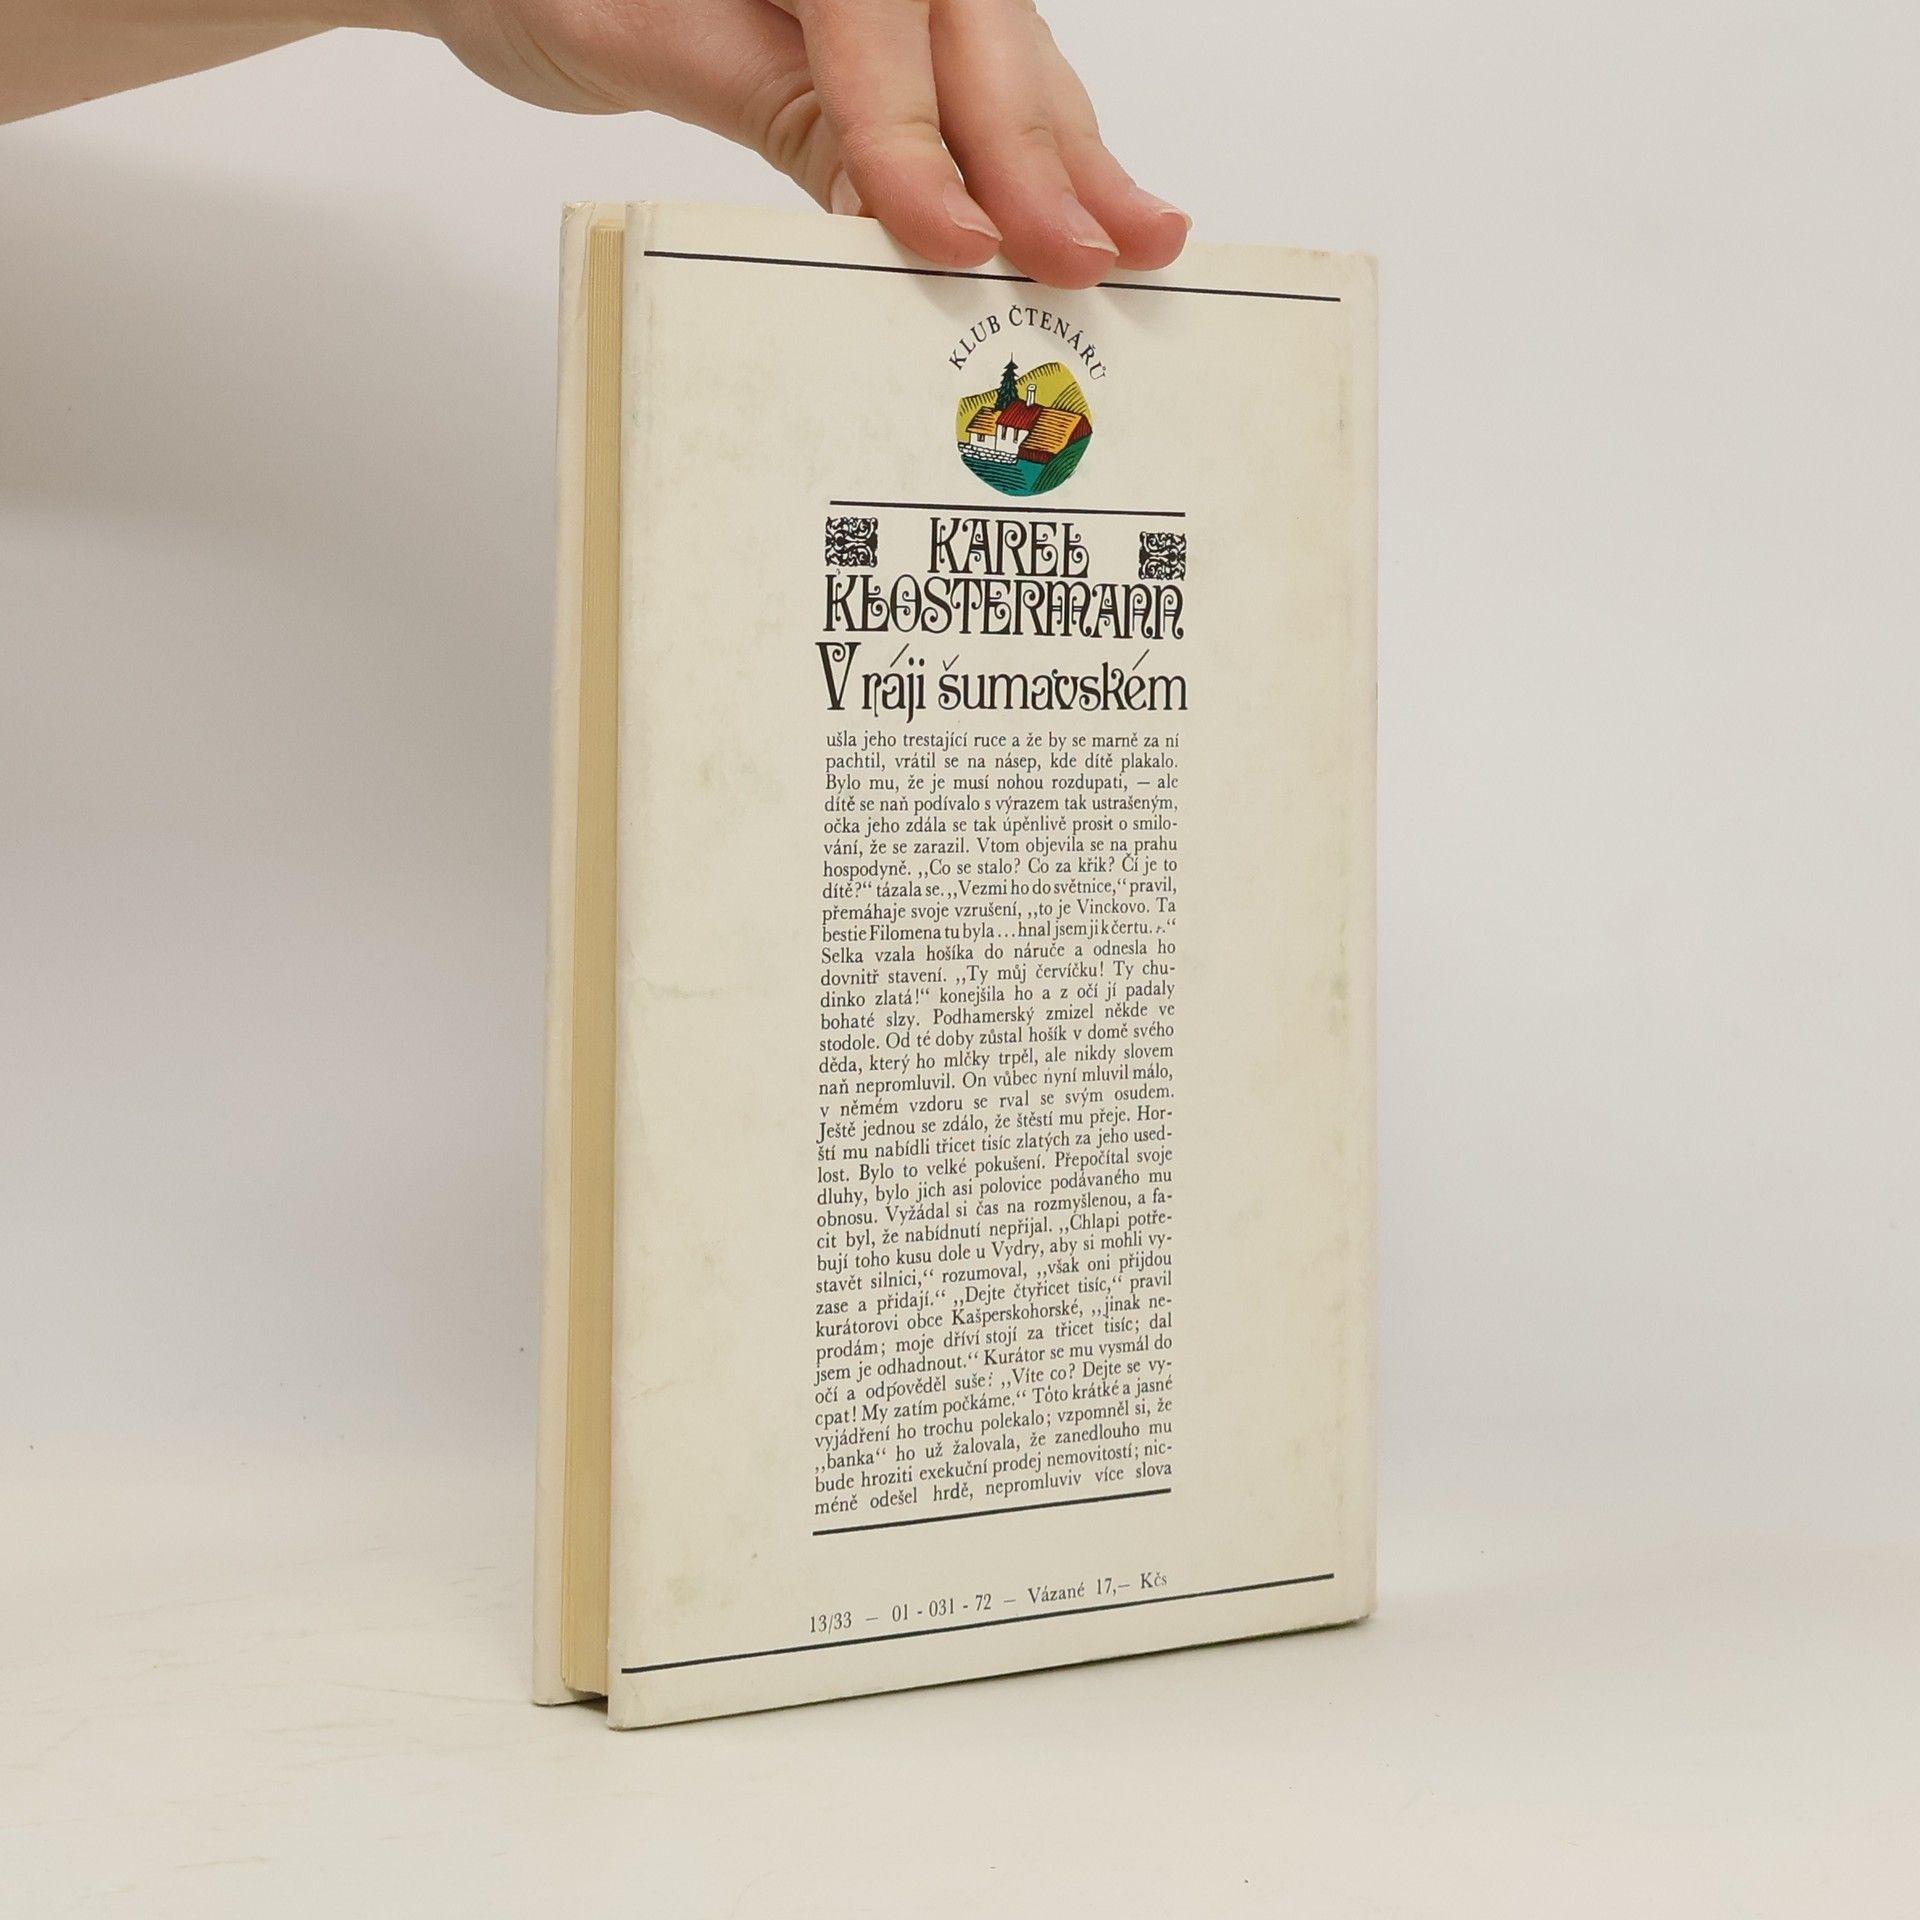 KLUB ČTENÁŘŮ
KAREL
KLOSTERMANN
V ráji šumavském
ušla jeho trestající ruce a že by se marně za ní
pachtil, vrátil se na násep, kde dítě plakalo.
Bylo mu, že je musí nohou rozdupati, — ale
dítě se naň podívalo s výrazem tak ustrašeným,
očka jeho zdála se tak úpěnlivě prosit o smilo-
vání, že se zarazil. Vtom objevila se na prahu
hospodyně. ,,Co se stalo? Co za křik? Čí je to
dítě?“ tázala se. ,,Vezmi ho do světnice,“ pravil,
přemáhaje svoje vzrušení, ,,to je Vinckovo. Ta
bestie Filomena tu byla ... hnal jsem ji k čertu. . .“
Selka vzala hošíka do náruče a odnesla ho
dovnitř stavení. ,,Ty můj červíčku! Ty chu-
dinko zlatá!“ konejšila ho a z očí jí padaly
bohaté slzy. Podhamerský zmizel někde ve
stodole. Od té doby zůstal hošík v domě svého
děda, který ho mlčky trpěl, ale nikdy slovem
naň nepromluvil. On vůbec nyní mluvil málo,
v němém vzdoru se rval se svým osudem.
Ještě jednou se zdálo, že štěstí mu přeje. Hor-
ští mu nabídli třicet tisíc zlatých za jeho used-
lost. Bylo to velké pokušení. Přepočítal svoje
dluhy, bylo jich asi polovice podávaného mu
obnosu. Vyžádal si čas na rozmyšlenou, a fa-
cit byl, že nabídnutí nepřijal. ,,Chlapi potře-
bují toho kusu dole u Vydry, aby si mohli vy-
stavět silnici,“ rozumoval, ,,však oni přijdou
zase a přidají.“ ,,Dejte čtyřicet tisíc,“ pravil
kurátorovi obce Kašperskohorské, ,,jinak ne-
prodám; moje dříví stojí za třicet tisíc; dal
jsem je odhadnout.“ Kurátor se mu vysmál do
očí a odpověděl suše: ,,Víte co? Dejte se vy-
cpat! My zatím počkáme.“ Toto krátké a jasné
vyjádření ho trochu polekalo; vzpomněl si, že
,,banka“ ho už žalovala, že zanedlouho mu
bude hroziti exekuční prodej nemovitostí; nic-
méně odešel hrdě, nepromluviv více slova
13/33 — 01 - 031 - 72 — Vázané 17,— Kčs